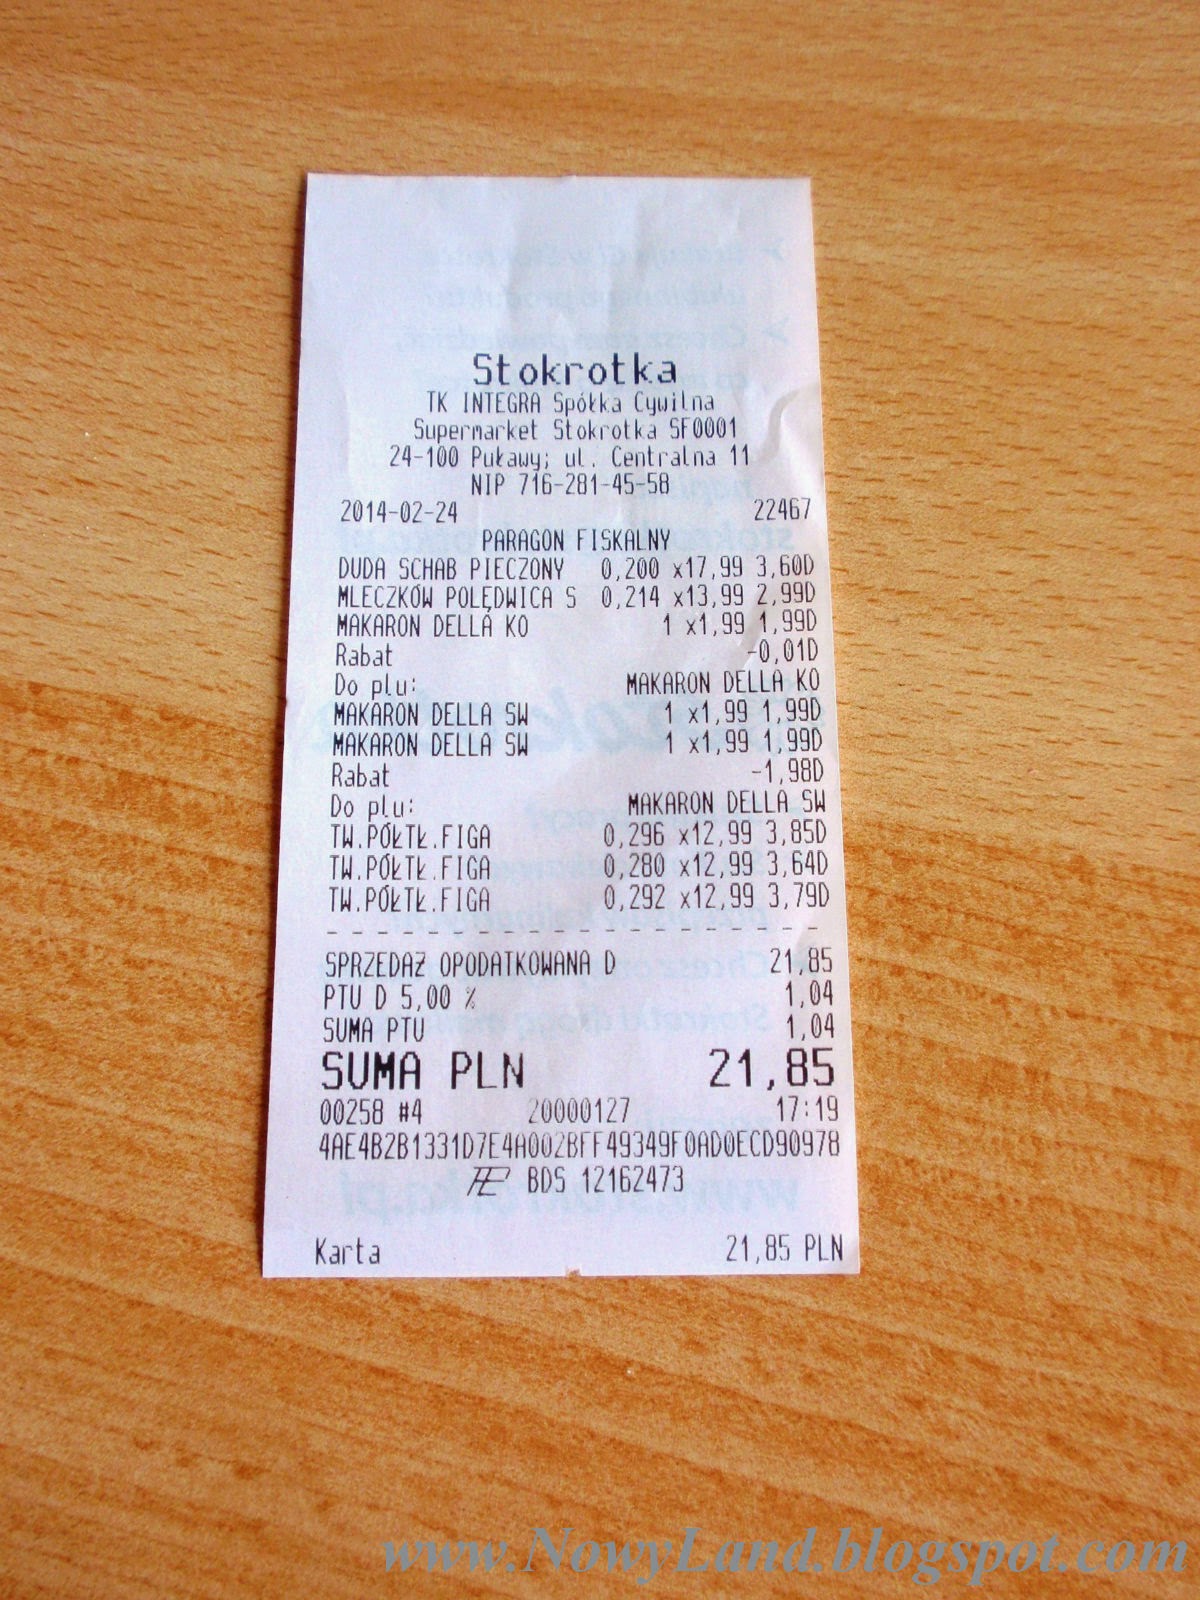 Stokrotka
TK INTEGRA Spółka Cywilna
Supermarket Stokrotka SF0001
24-100 Puławy; ul. Centralna 11
NIP 716-281-45-58
2014-02-24 22467
PARAGON FISKALNY
DUDA SCHAB PIECZONY 0,200 x17,99 3,60D
MLECZKÓW POLĘDWICA S 0,214 x13,99 2,99D
MAKARON DELLA KO 1 x1,99 1,99D
Rabat -0,01D
Do plu: MAKARON DELLA KO
MAKARON DELLA SW 1 x1,99 1,99D
MAKARON DELLA SW 1 x1,99 1,99D
Rabat -1,98D
Do plu: MAKARON DELLA SW
TW.PÓŁTŁ.FIGA 0,296 x12,99 3,85D
TW.PÓŁTŁ.FIGA 0,280 x12,99 3,64D
TW.PÓŁTŁ.FIGA 0,292 x12,99 3,79D
- - - - - - - - - - - - - - - - - - - -
SPRZEDAŻ OPODATKOWANA D 21,85
PTU D 5,00 % 1,04
SUMA PTU 1,04
SUMA PLN 21,85
00258 #4 20000127 17:19
4AE4B2B1331D7E4A002BFF49349F0AD0ECD90978
BDS 12162473
Karta 21,85 PLN
www.NowyLand.blogspot.com